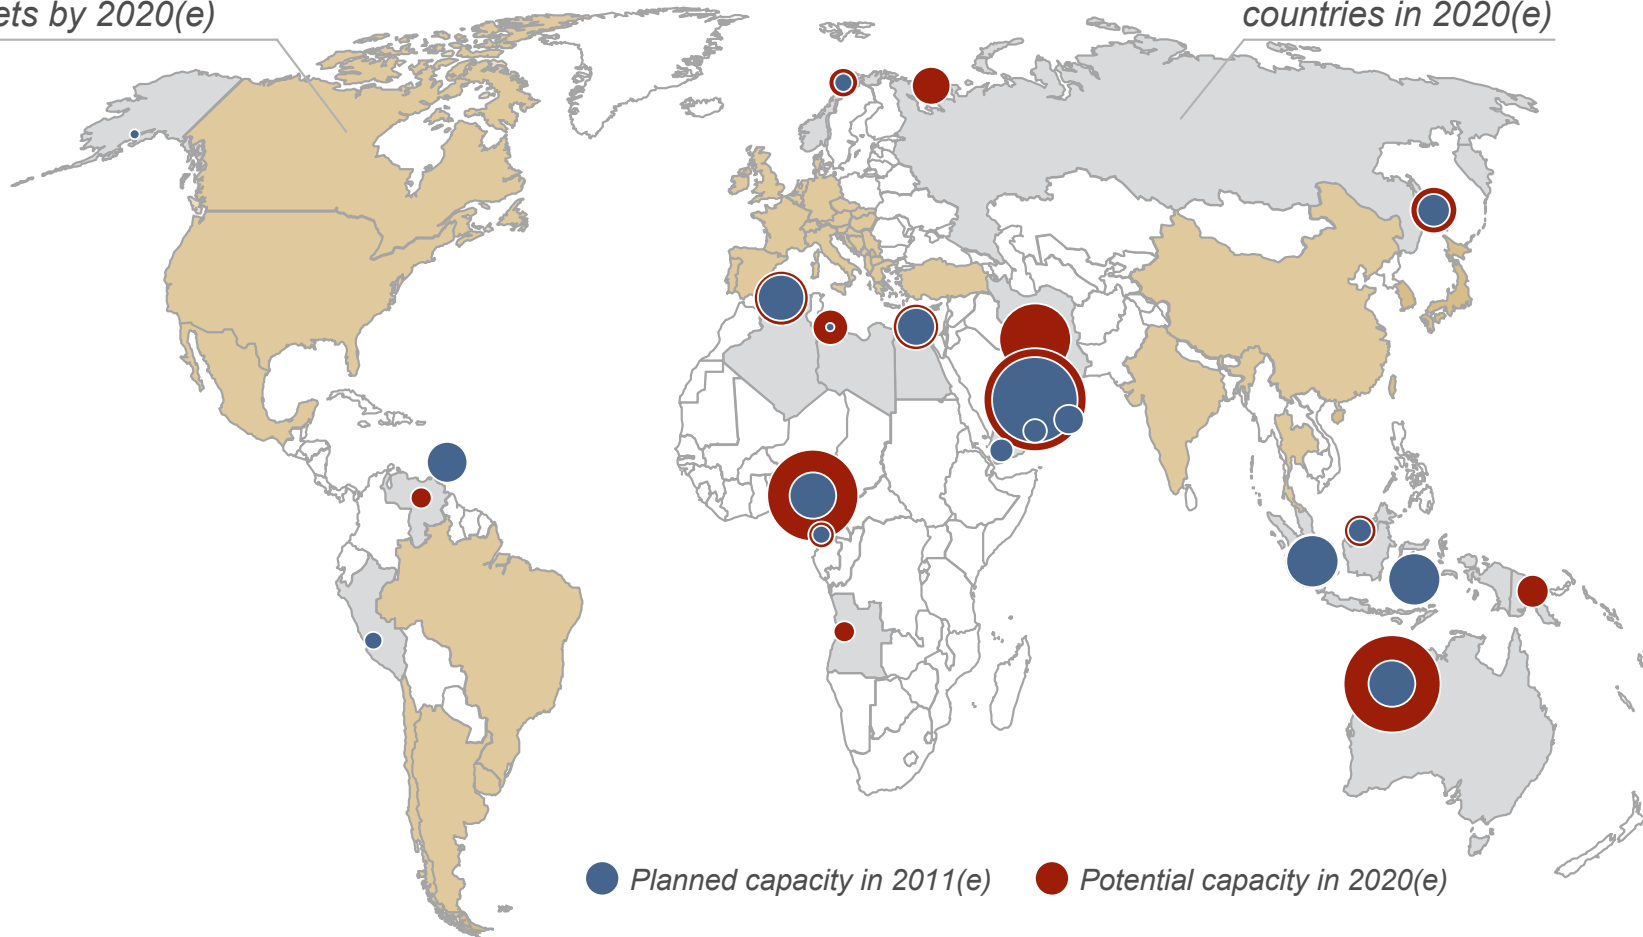 ets by 2020(e)
countries in 2020(e)
Planned capacity in 2011(e)
Potential capacity in 2020(e)